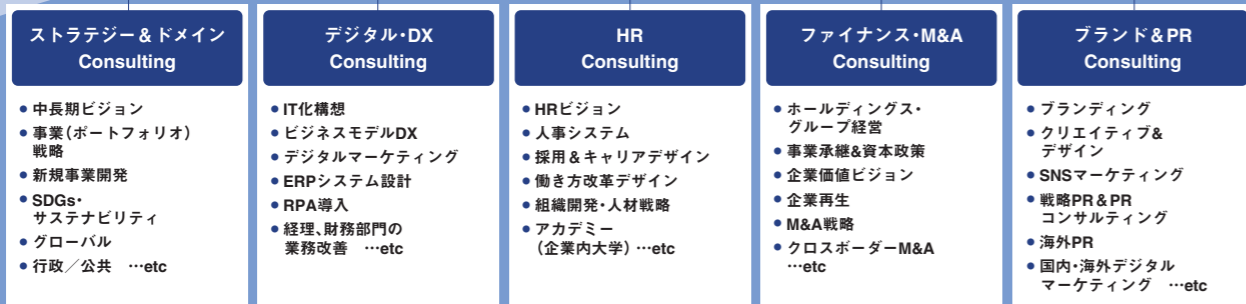 ストラテジー＆ドメイン
Consulting
●中長期ビジョン
●事業（ポートフォリオ）
戦略
●新規事業開発
●SDGs・
サステナビリティ
●グローバル
●行政／公共 …etc
デジタル・DX
Consulting
●IT化構想
●ビジネスモデルDX
●デジタルマーケティング
●ERPシステム設計
●RPA導入
●経理、財務部門の
業務改善 …etc
HR
Consulting
●HRビジョン
●人事システム
●採用＆キャリアデザイン
●働き方改革デザイン
●組織開発・人材戦略
●アカデミー
（企業内大学）…etc
ファイナンス・M&A
Consulting
●ホールディングス・
グループ経営
●事業承継&資本政策
●企業価値ビジョン
●企業再生
●M&A戦略
●クロスボーダーM&A
…etc
ブランド＆PR
Consulting
●ブランディング
●クリエイティブ&
デザイン
●SNSマーケティング
●戦略PR＆PR
コンサルティング
●海外PR
●国内・海外デジタル
マーケティング …etc